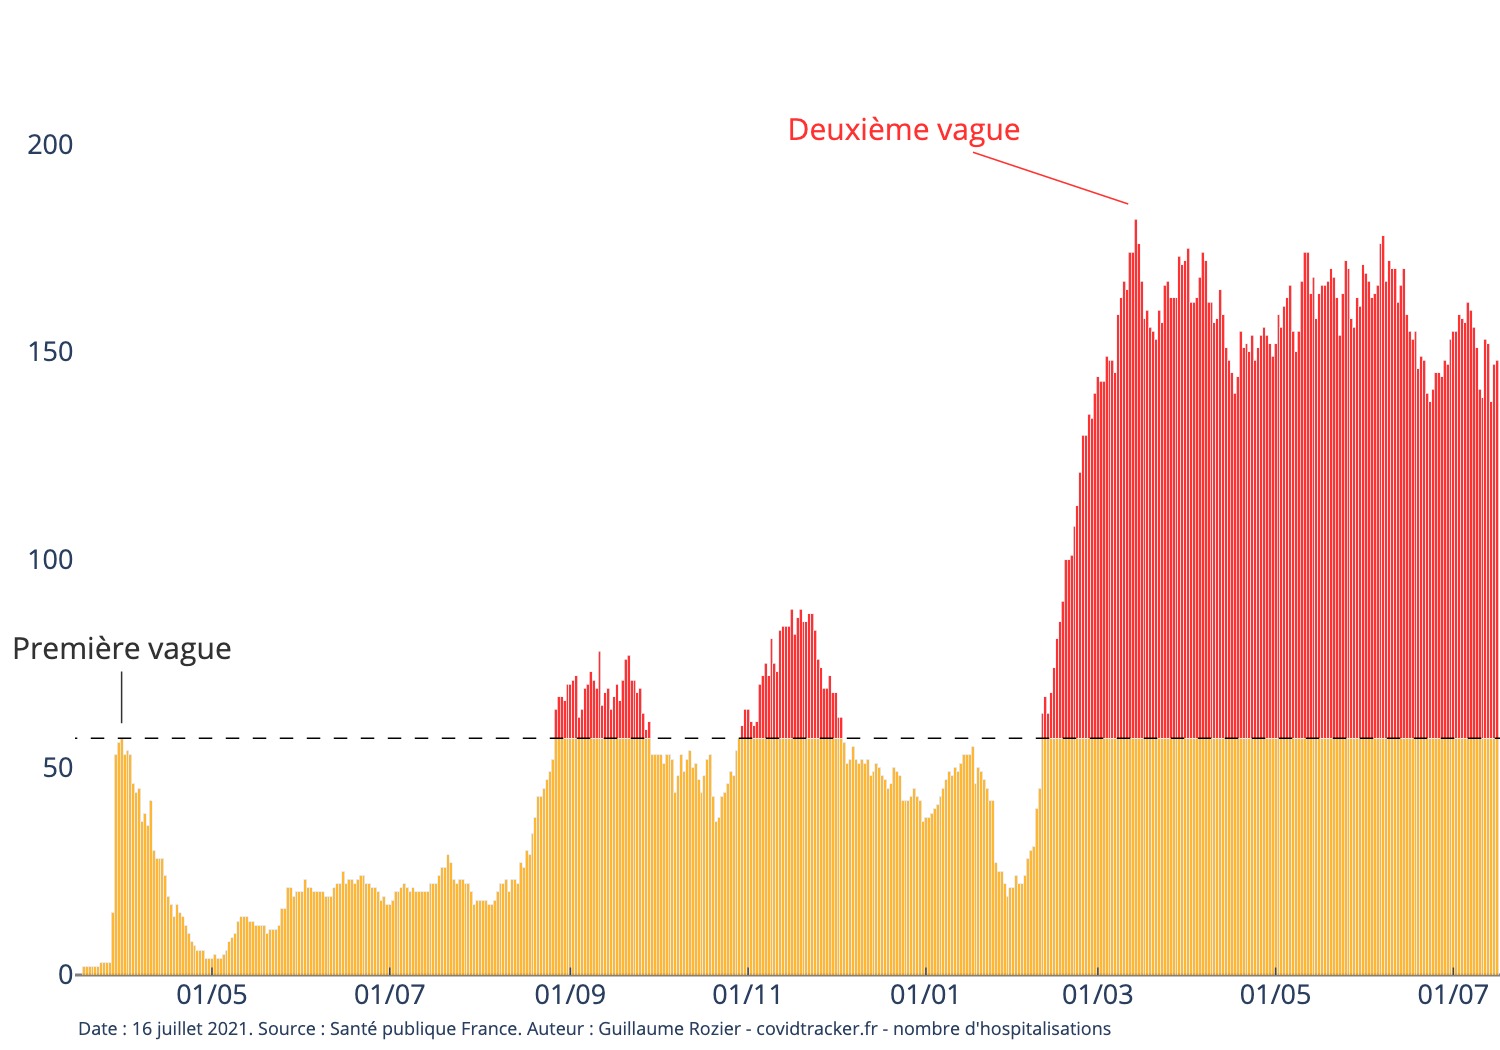 Deuxième vague
200
150
100
Première vague
50
0
01/05 01/07 01/09 01/11 01/01 01/03 01/05 01/07
Date : 16 juillet 2021. Source : Santé publique France. Auteur : Guillaume Rozier - covidtracker.fr - nombre d'hospitalisations